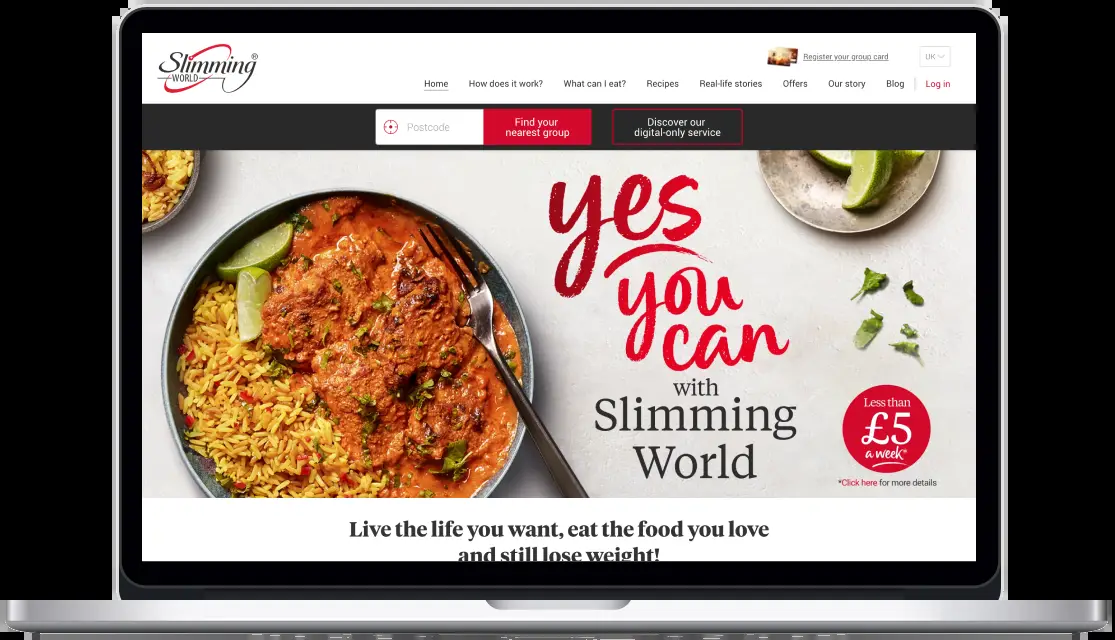 Slimming
WORLD
®
Register your group card
UK
Home
How does it work?
What can I eat?
Recipes
Real-life stories
Offers
Our story
Blog
Log in
Postcode
Find your
nearest group
Discover our
digital-only service
yes
you
can
with
Slimming
World
Less than
£5
a week*
*Click here for more details
Live the life you want, eat the food you love
and still lose weight!